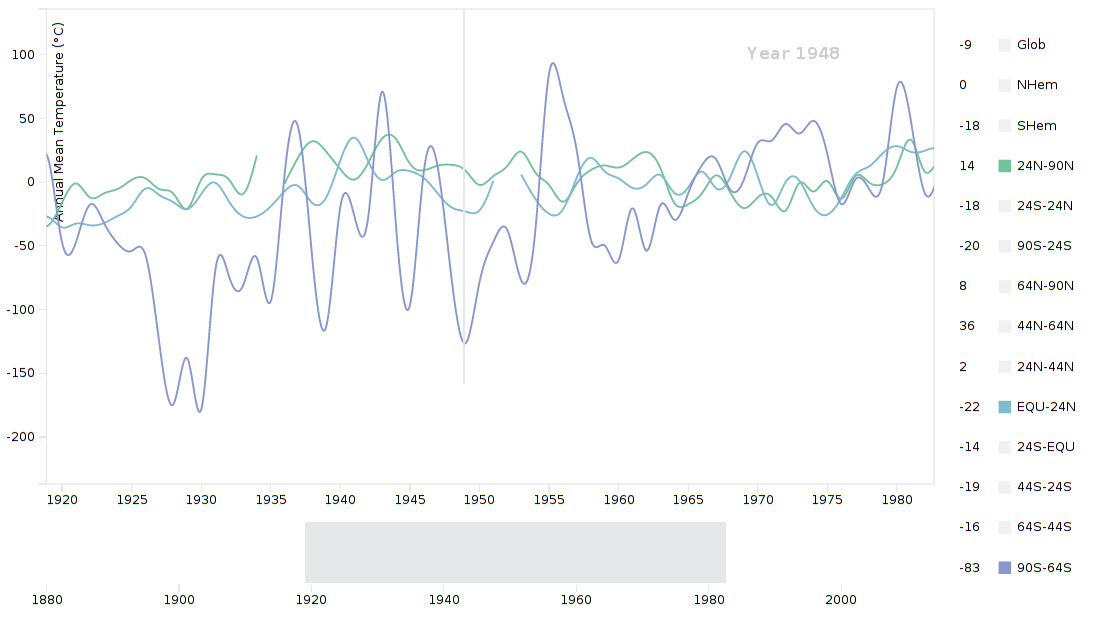 Annual Mean Temperature (°C)
Year 1948
100
50
0
-50
-100
-150
-200
1920 1925 1930 1935 1940 1945 1950 1955 1960 1965 1970 1975 1980
1880 1900 1920 1940 1960 1980 2000
-9 Glob
0 NHem
-18 SHem
14 24N-90N
-18 24S-24N
-20 90S-24S
8 64N-90N
36 44N-64N
2 24N-44N
-22 EQU-24N
-14 24S-EQU
-19 44S-24S
-16 64S-44S
-83 90S-64S